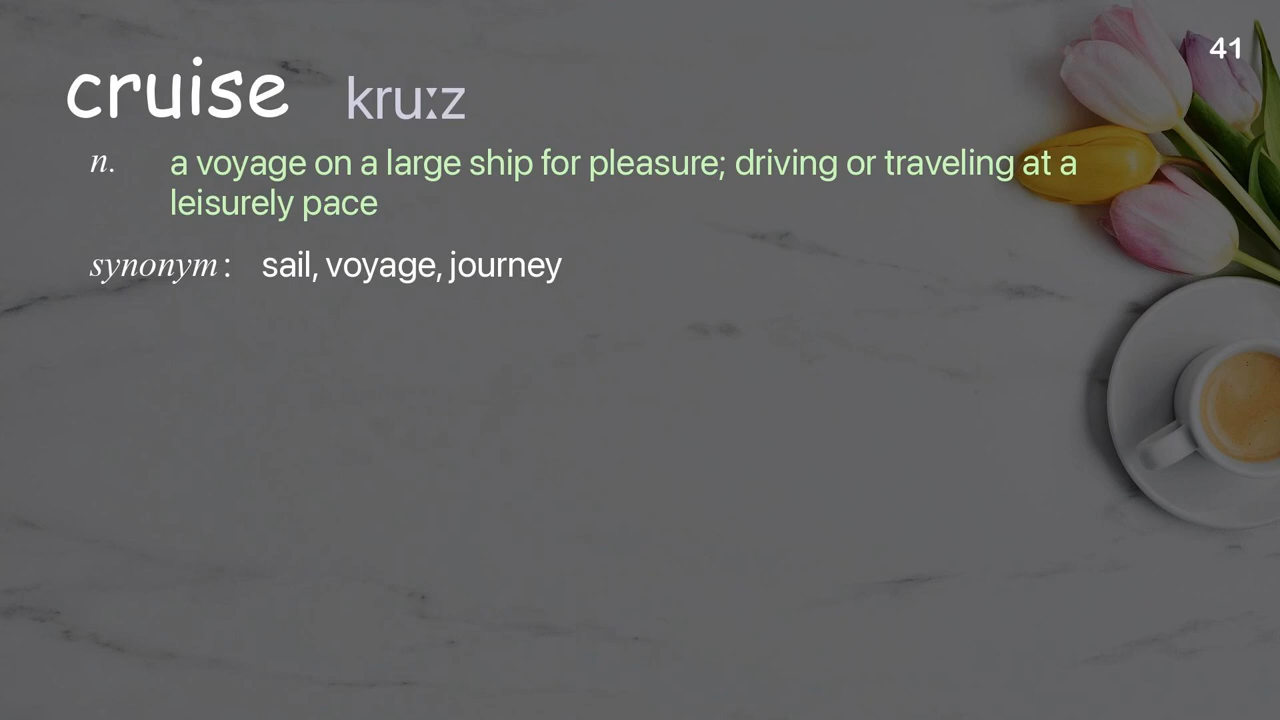 41
cruise kruːz
n. a voyage on a large ship for pleasure; driving or traveling at a
leisurely pace
synonym: sail, voyage, journey